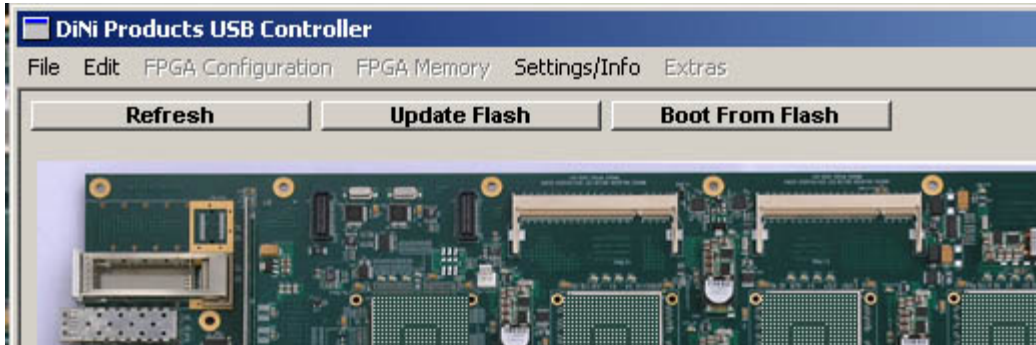 DiNi Products USB Controller
File Edit FPGA Configuration FPGA Memory Settings/Info Extras
Refresh Update Flash Boot From Flash